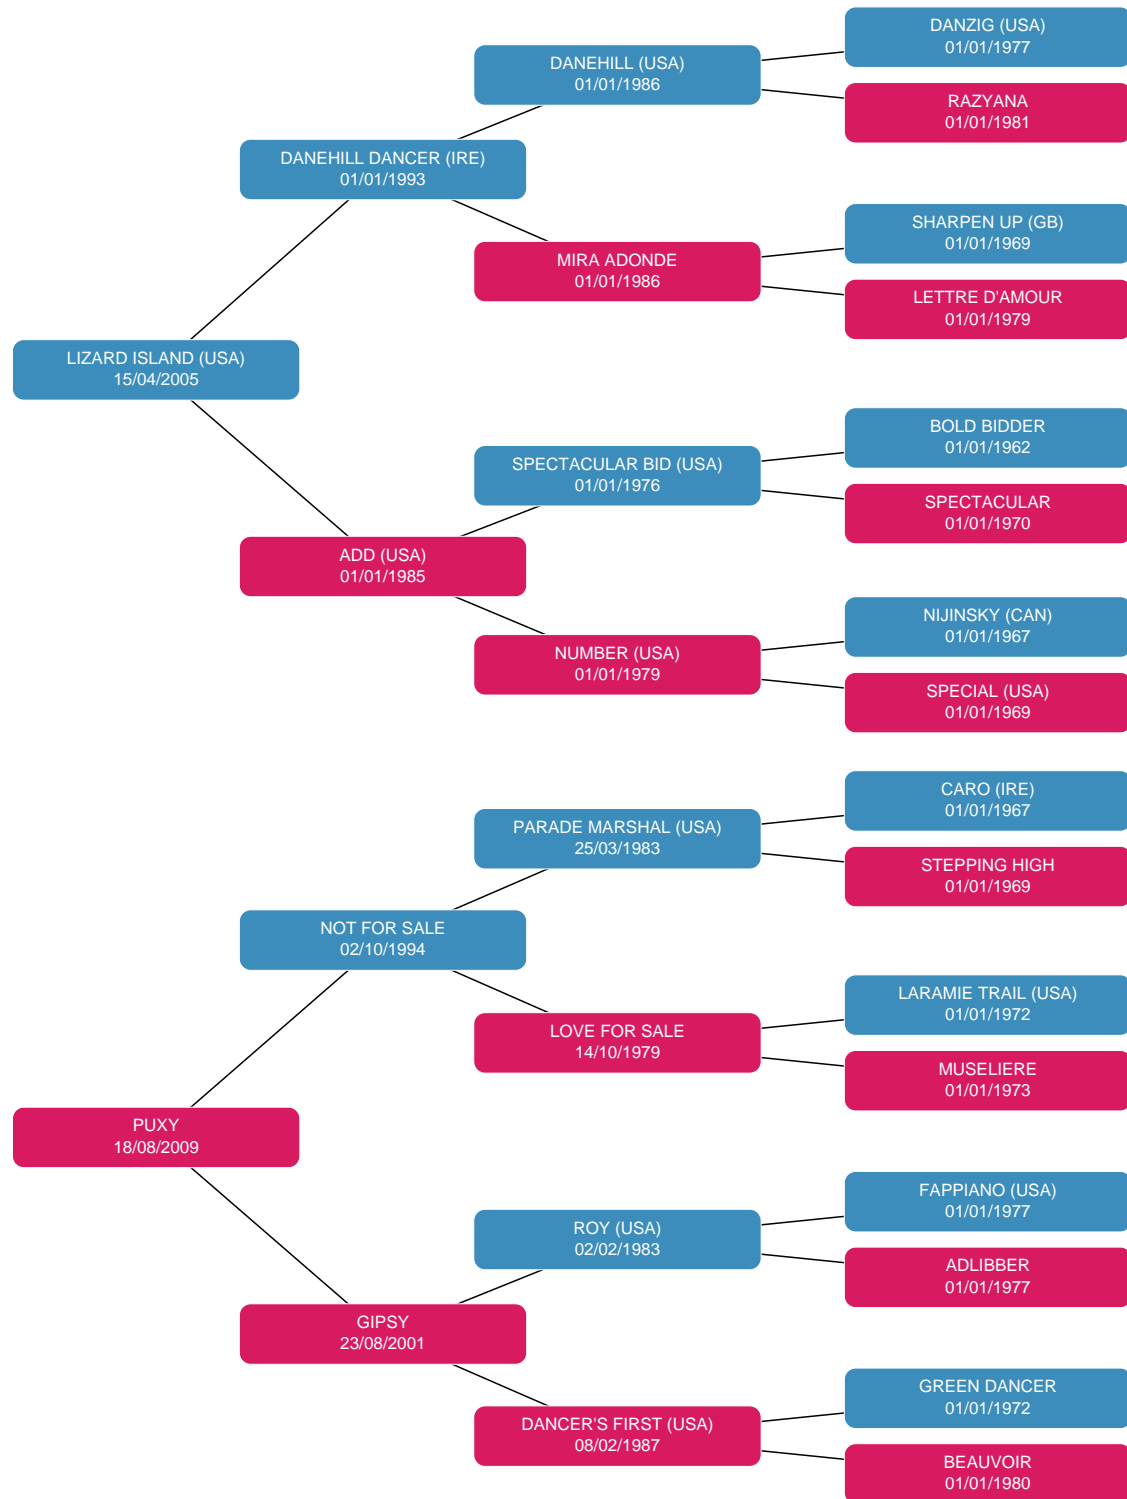 DANZIG (USA)
01/01/1977
DANEHILL (USA)
01/01/1986
RAZYANA
01/01/1981
DANEHILL DANCER (IRE)
01/01/1993
SHARPEN UP (GB)
01/01/1969
MIRA ADONDE
01/01/1986
LETTRE D'AMOUR
01/01/1979
LIZARD ISLAND (USA)
15/04/2005
BOLD BIDDER
01/01/1962
SPECTACULAR BID (USA)
01/01/1976
SPECTACULAR
01/01/1970
ADD (USA)
01/01/1985
NIJINSKY (CAN)
01/01/1967
NUMBER (USA)
01/01/1979
SPECIAL (USA)
01/01/1969
CARO (IRE)
01/01/1967
PARADE MARSHAL (USA)
25/03/1983
STEPPING HIGH
01/01/1969
NOT FOR SALE
02/10/1994
LARAMIE TRAIL (USA)
01/01/1972
LOVE FOR SALE
14/10/1979
MUSELIERE
01/01/1973
PUXY
18/08/2009
FAPPIANO (USA)
01/01/1977
ROY (USA)
02/02/1983
ADLIBBER
01/01/1977
GIPSY
23/08/2001
GREEN DANCER
01/01/1972
DANCER'S FIRST (USA)
08/02/1987
BEAUVOIR
01/01/1980